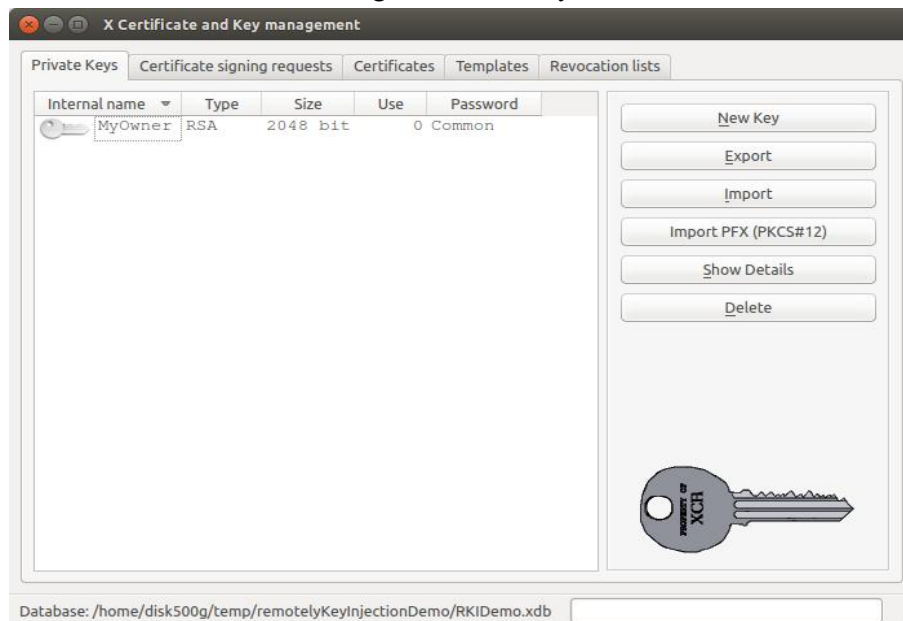 X Certificate and Key management
Private Keys Certificate signing requests Certificates Templates Revocation lists
Internal name Type Size Use Password
MyOwner RSA 2048 bit 0 Common
New Key
Export
Import
Import PFX (PKCS#12)
Show Details
Delete
PROPERTY OF
XCA
Database: /home/disk500g/temp/remotelyKeyInjectionDemo/RKIDemo.xdb